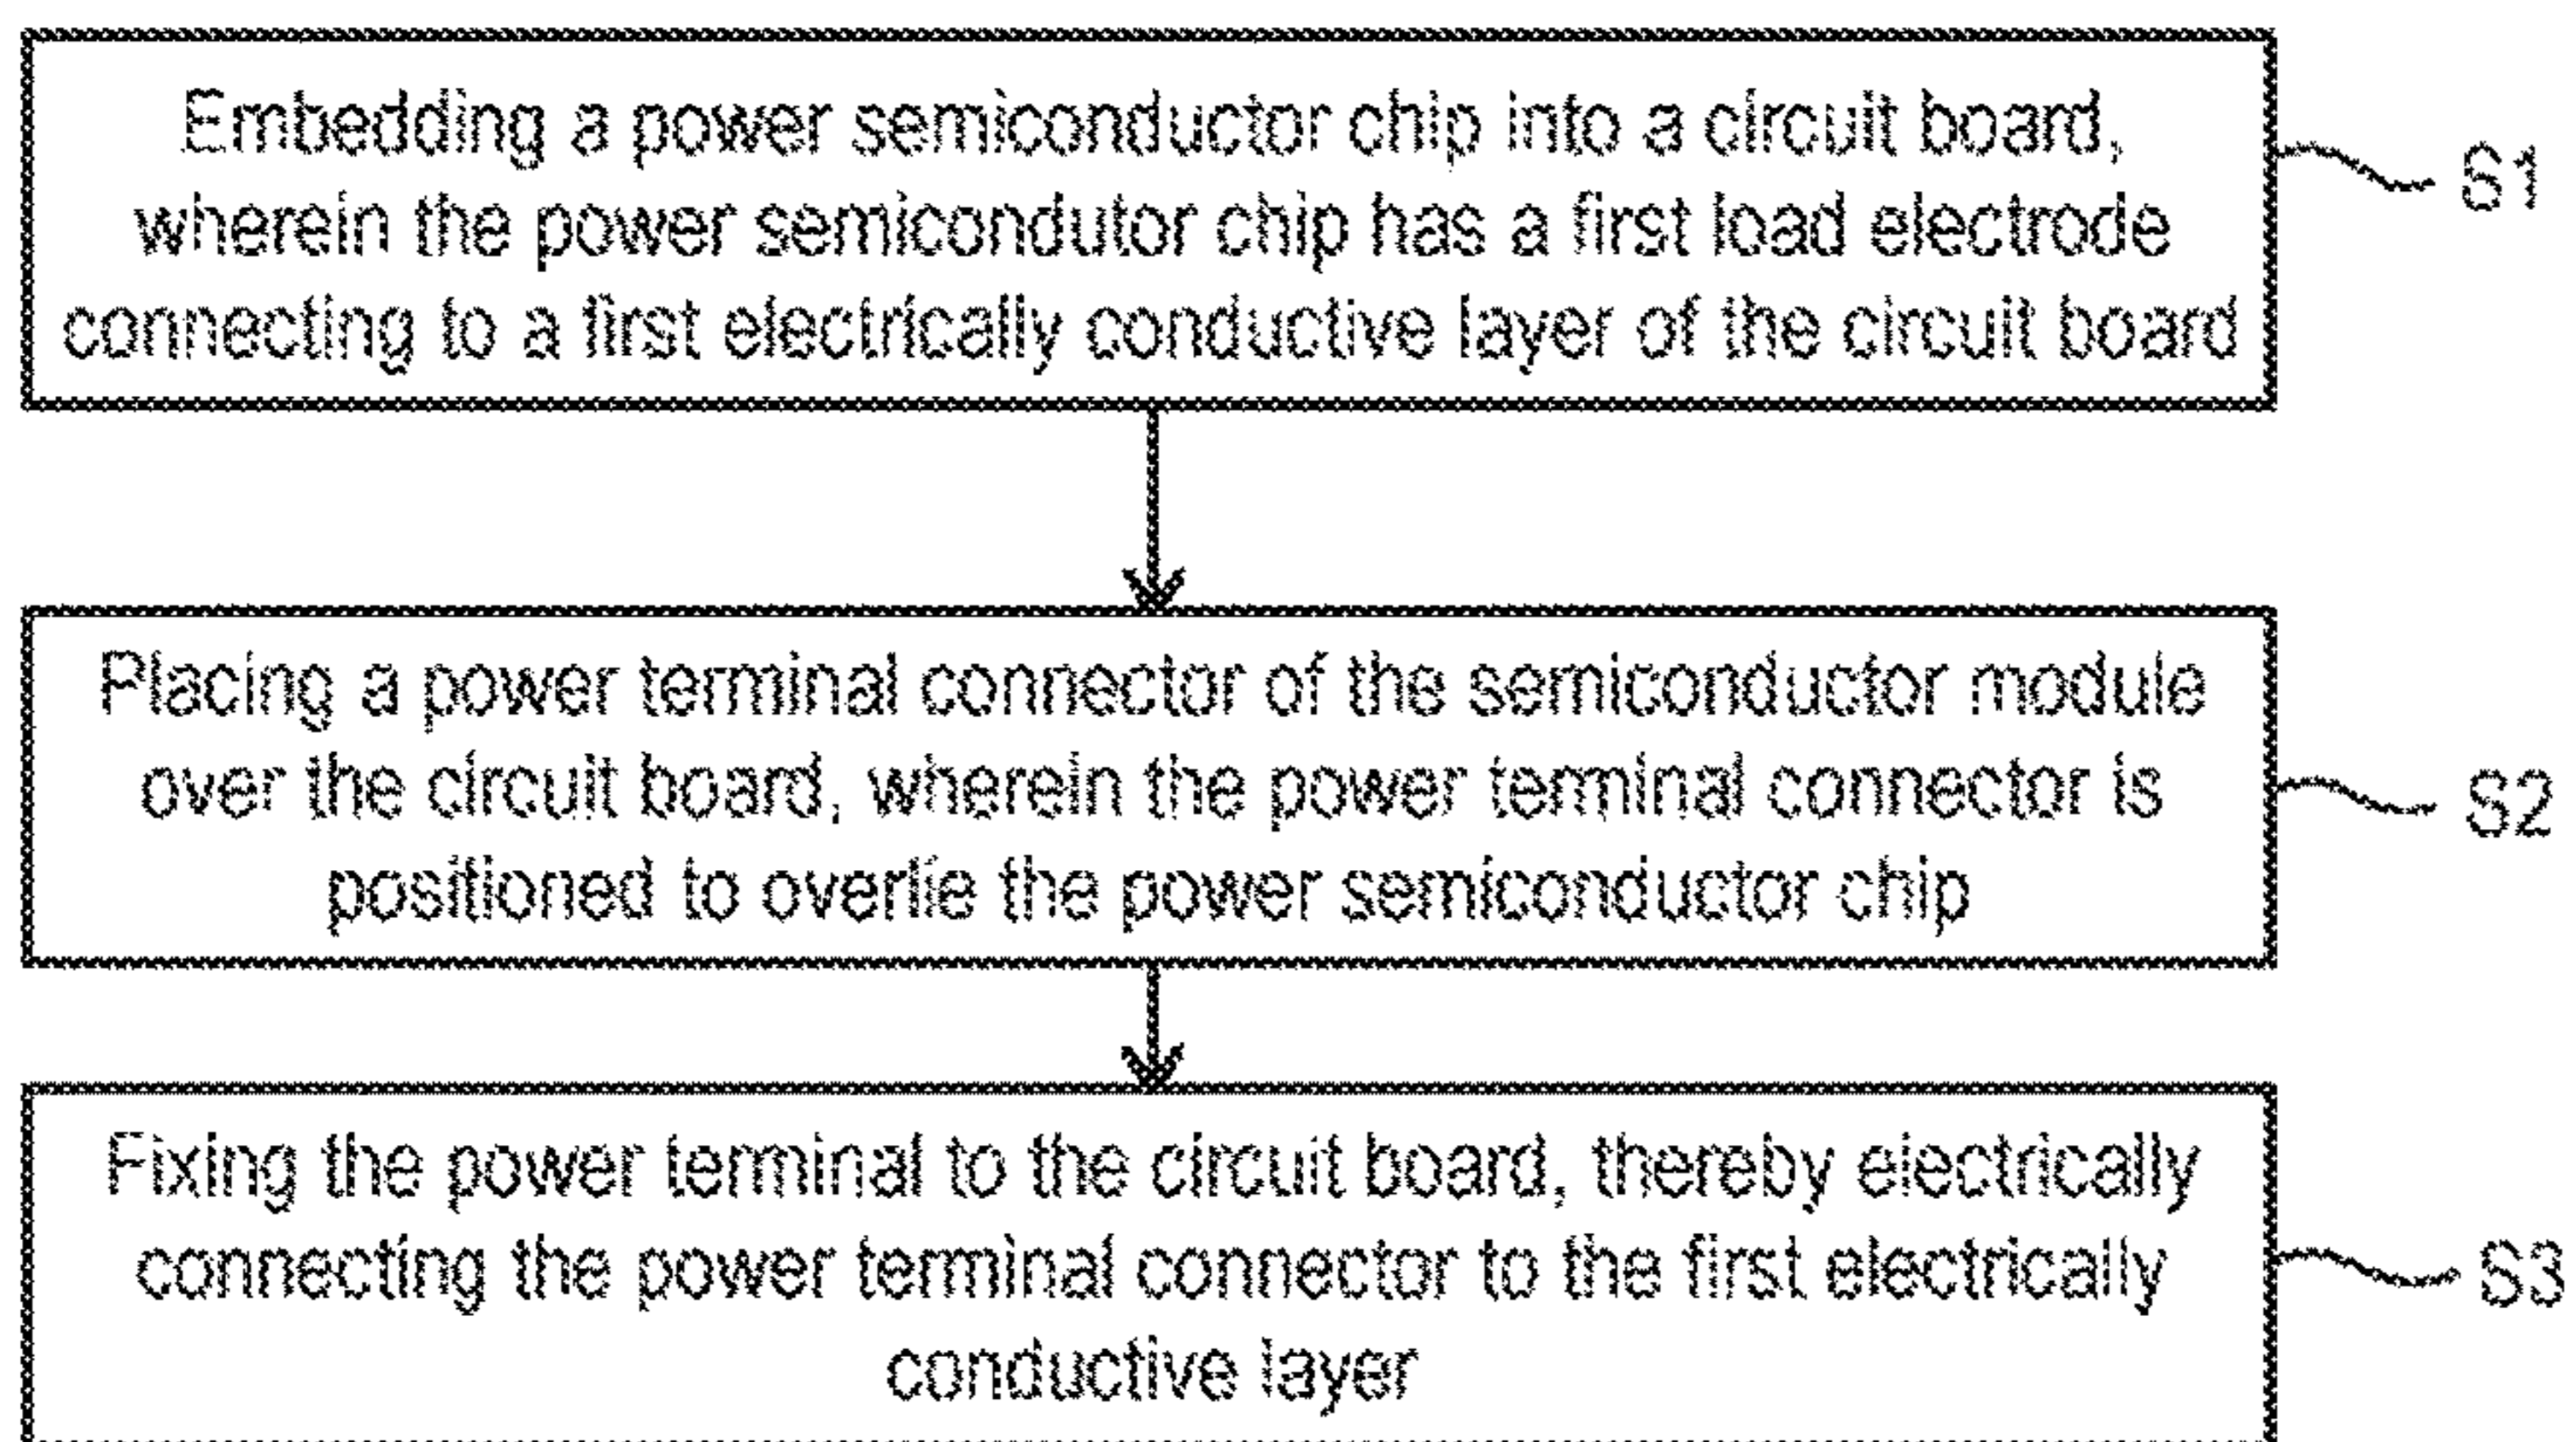 Embedding a power semiconductor chip into a circuit board,
wherein the power semicondutor chip has a first load electrode
connecting to a first electrically conductive layer of the circuit board
S1
Placing a power terminal connector of the semiconductor module
over the circuit board, wherein the power terminal connector is
positioned to overlie the power semiconductor chip
S2
Fixing the power terminal to the circuit board, thereby electrically
connecting the power terminal connector to the first electrically
conductive layer
S3